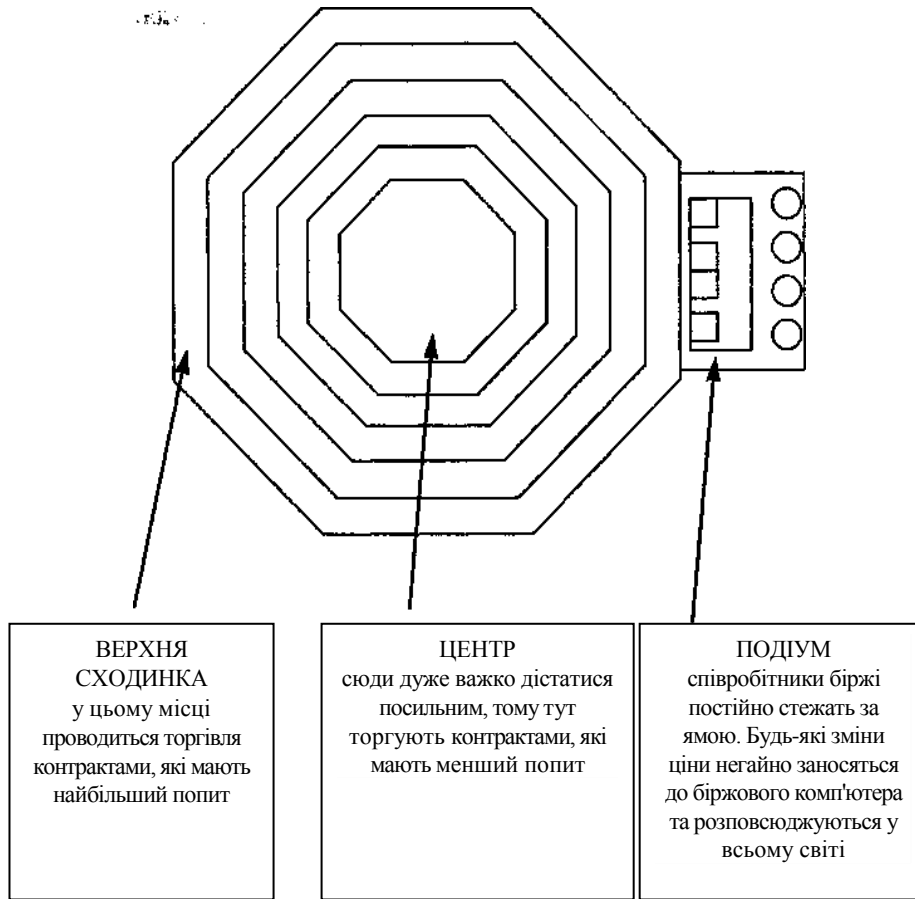 ВЕРХНЯ
СХОДИНКА
у цьому місці
проводиться торгівля
контрактами, які мають
найбільший попит
ЦЕНТР
сюди дуже важко дістатися
посильним, тому тут
торгують контрактами, які
мають менший попит
ПОДІУМ
співробітники біржі
постійно стежать за
ямою. Будь-які зміни
ціни негайно заносяться
до біржового комп'ютера
та розповсюджуються у
всьому світі